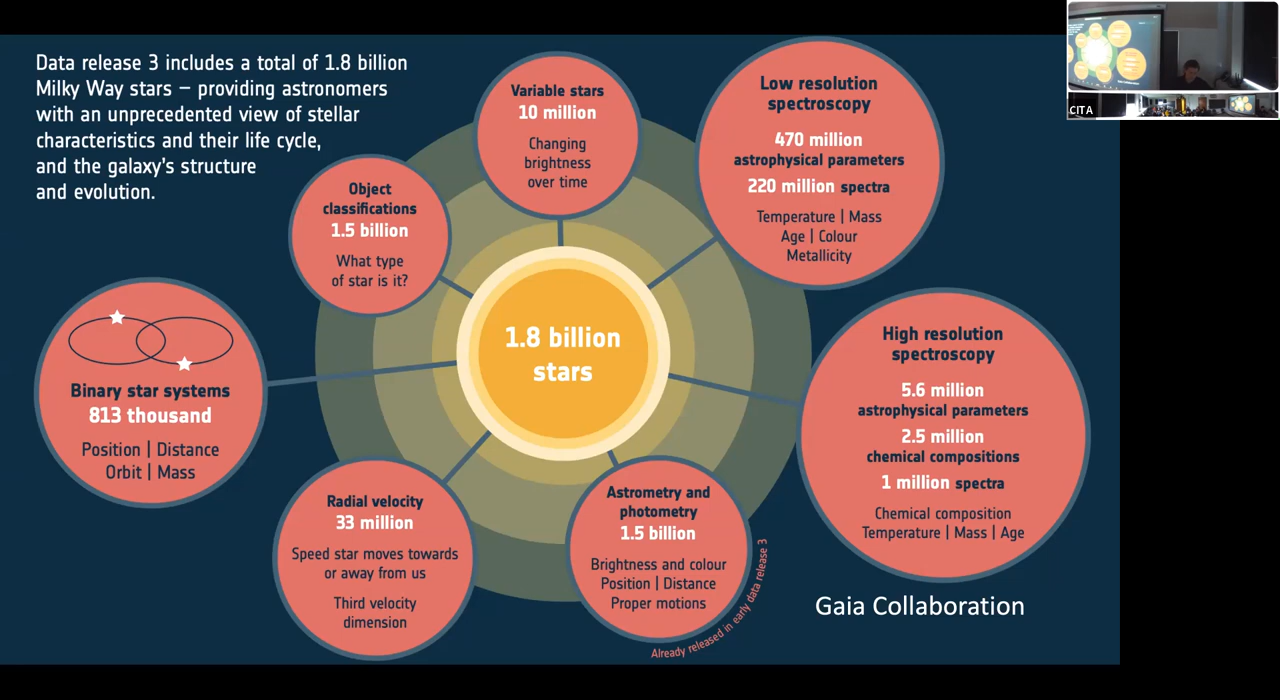 Data release 3 includes a total of 1.8 billion
Milky Way stars – providing astronomers
with an unprecedented view of stellar
characteristics and their life cycle,
and the galaxy's structure
and evolution.
Variable stars
10 million
Changing
brightness
over time
Low resolution
spectroscopy
470 million
astrophysical parameters
220 million spectra
Temperature | Mass
Age | Colour
Metallicity
Object
classifications
1.5 billion
What type
of star is it?
1.8 billion
stars
Binary star systems
813 thousand
Position | Distance
Orbit | Mass
High resolution
spectroscopy
5.6 million
astrophysical parameters
2.5 million
chemical compositions
1 million spectra
Chemical composition
Temperature | Mass | Age
Radial velocity
33 million
Speed star moves towards
or away from us
Third velocity
dimension
Astrometry and
photometry
1.5 billion
Brightness and colour
Position | Distance
Proper motions
Already released in early data release 3
Gaia Collaboration
CITA